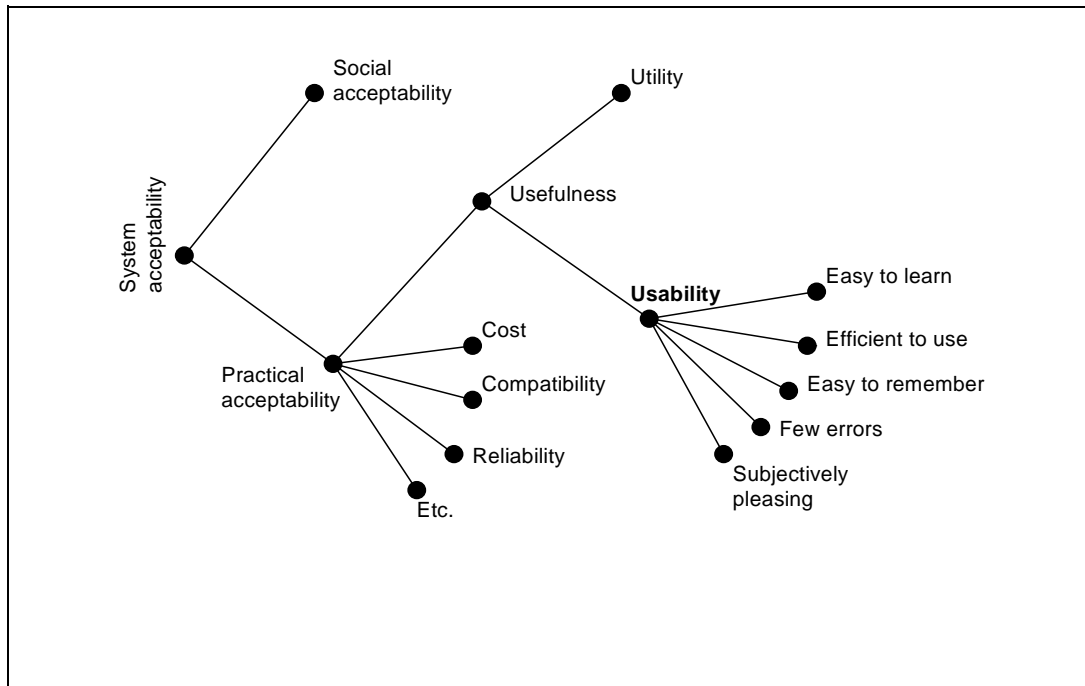 Social
acceptability
Utility
System
acceptability
Usefulness
Usability
Easy to learn
Efficient to use
Easy to remember
Few errors
Subjectively
pleasing
Practical
acceptability
Cost
Compatibility
Reliability
Etc.